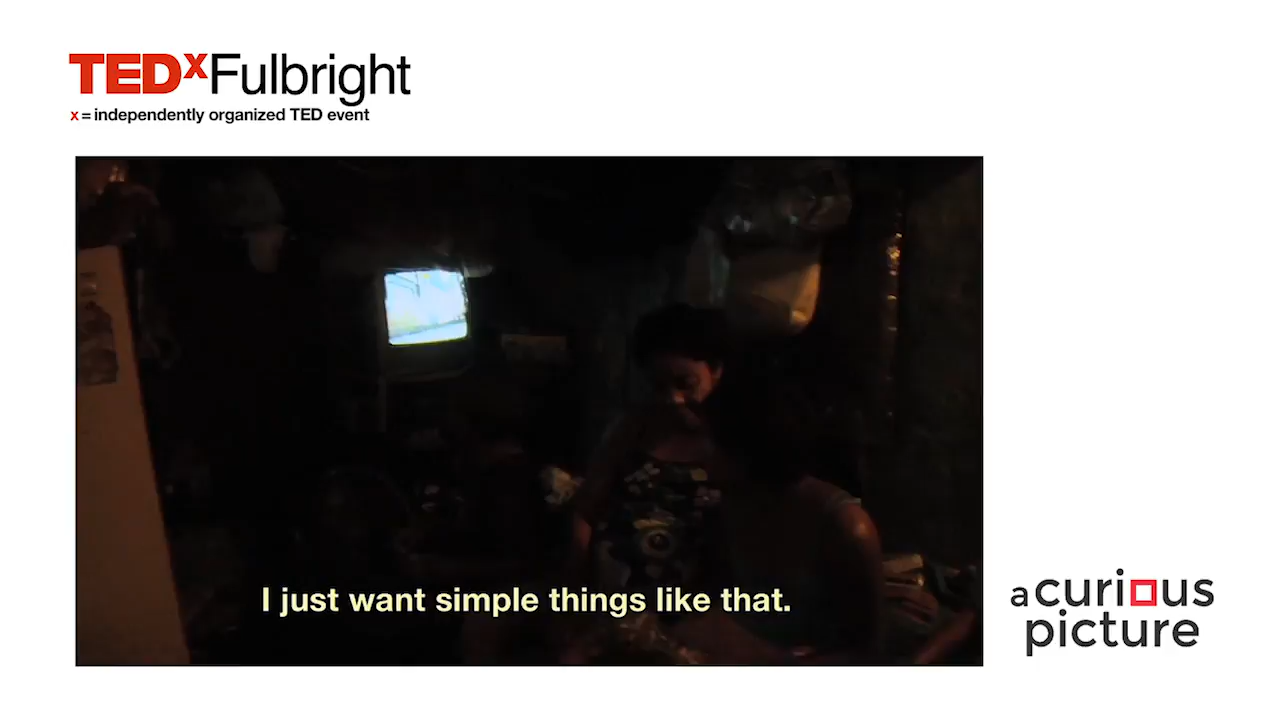 TEDxFulbright
x = independently organized TED event
I just want simple things like that.
a curious
picture